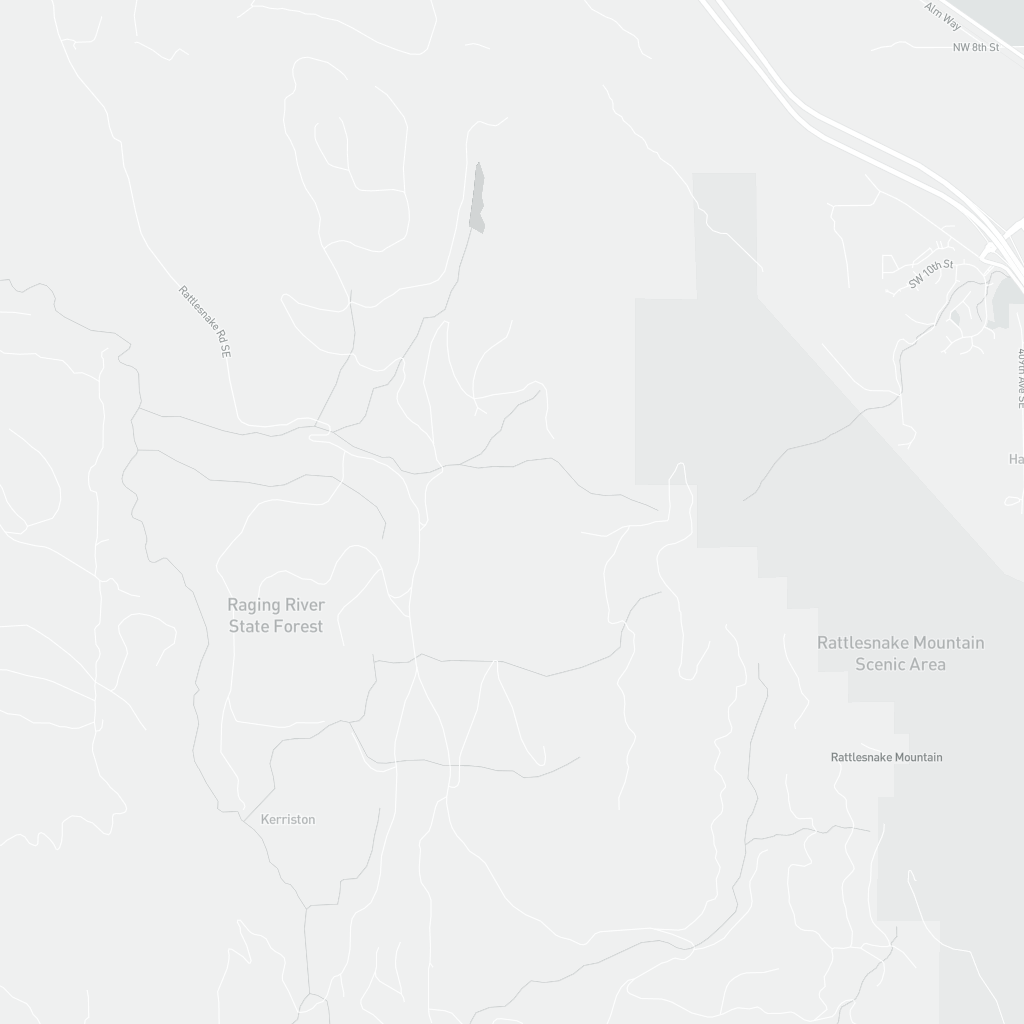 Alm Way
NW 8th St
SW 10th St
Rattlesnake Rd SE
409th Ave SE
Ha
Raging River
State Forest
Rattlesnake Mountain
Scenic Area
Rattlesnake Mountain
Kerriston